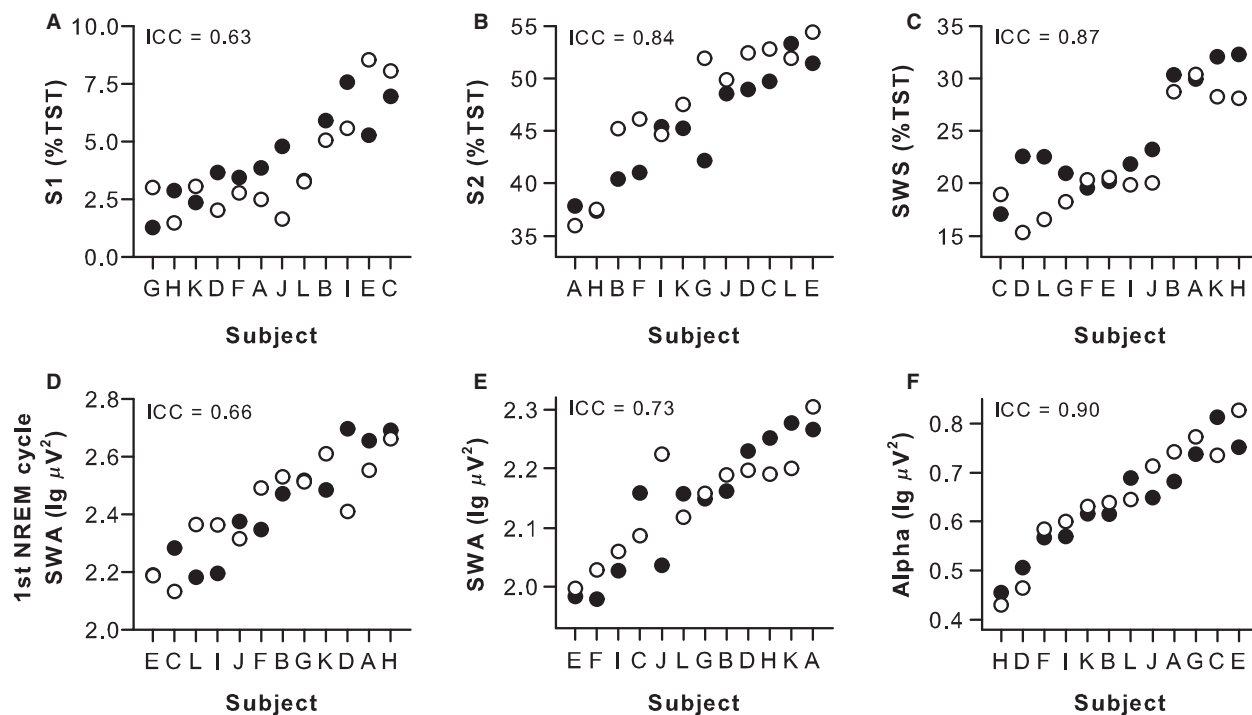 A
ICC = 0.63
S1 (%TST)
10.0
7.5
5.0
2.5
0.0
G H K D F A J L B I E C
Subject
B
ICC = 0.84
S2 (%TST)
55
50
45
40
35
A H B F I K G J D C L E
Subject
C
ICC = 0.87
SWS (%TST)
35
30
25
20
15
C D L G F E I J B A K H
Subject
D
ICC = 0.66
1st NREM cycle
SWA (lg μV²)
2.8
2.6
2.4
2.2
2.0
E C L I J F B G K D A H
Subject
E
ICC = 0.73
SWA (lg μV²)
2.3
2.2
2.1
2.0
E F I C J L G B D H K A
Subject
F
ICC = 0.90
Alpha (lg μV²)
0.8
0.7
0.6
0.5
0.4
H D F I K B L J A G C E
Subject